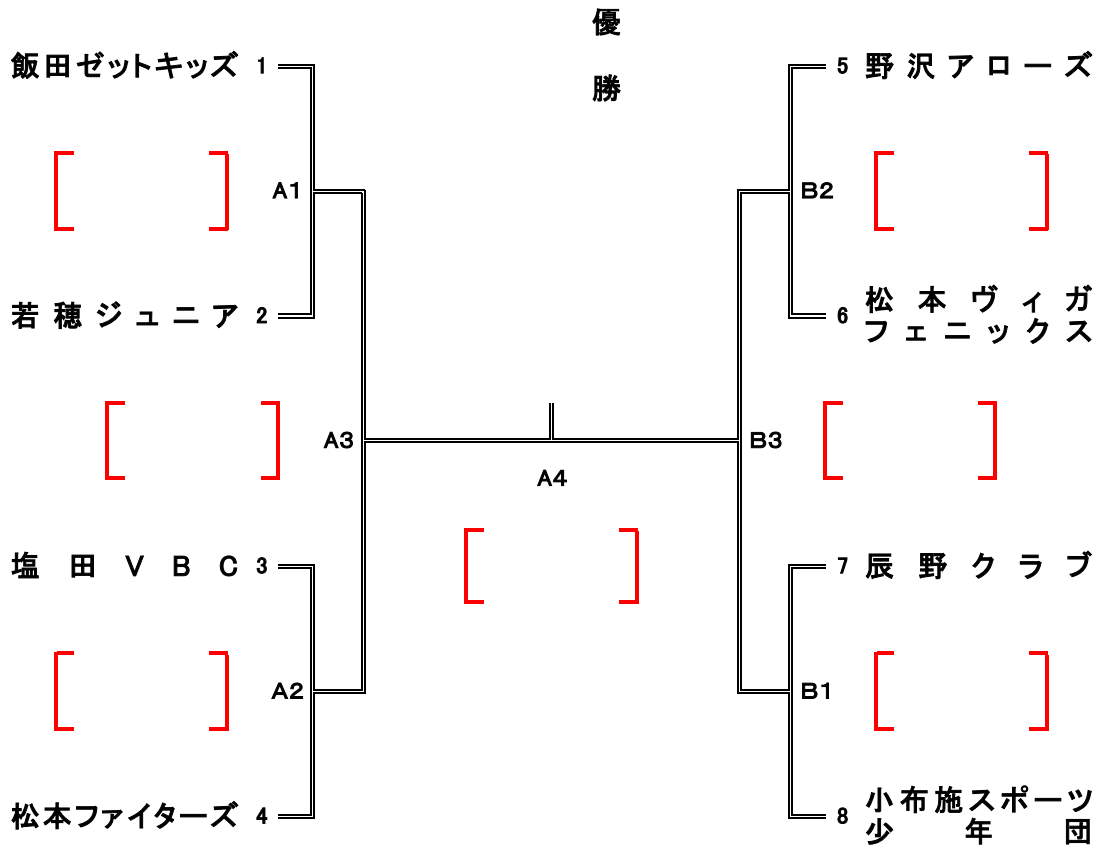 優
勝
飯田ゼットキッズ 1
5 野沢アローズ
A1
B2
若穂ジュニア 2
6 松本ヴィガ
フェニックス
A3
B3
A4
塩田VBC 3
7 辰野クラブ
A2
B1
松本ファイターズ 4
8 小布施スポーツ
少年団